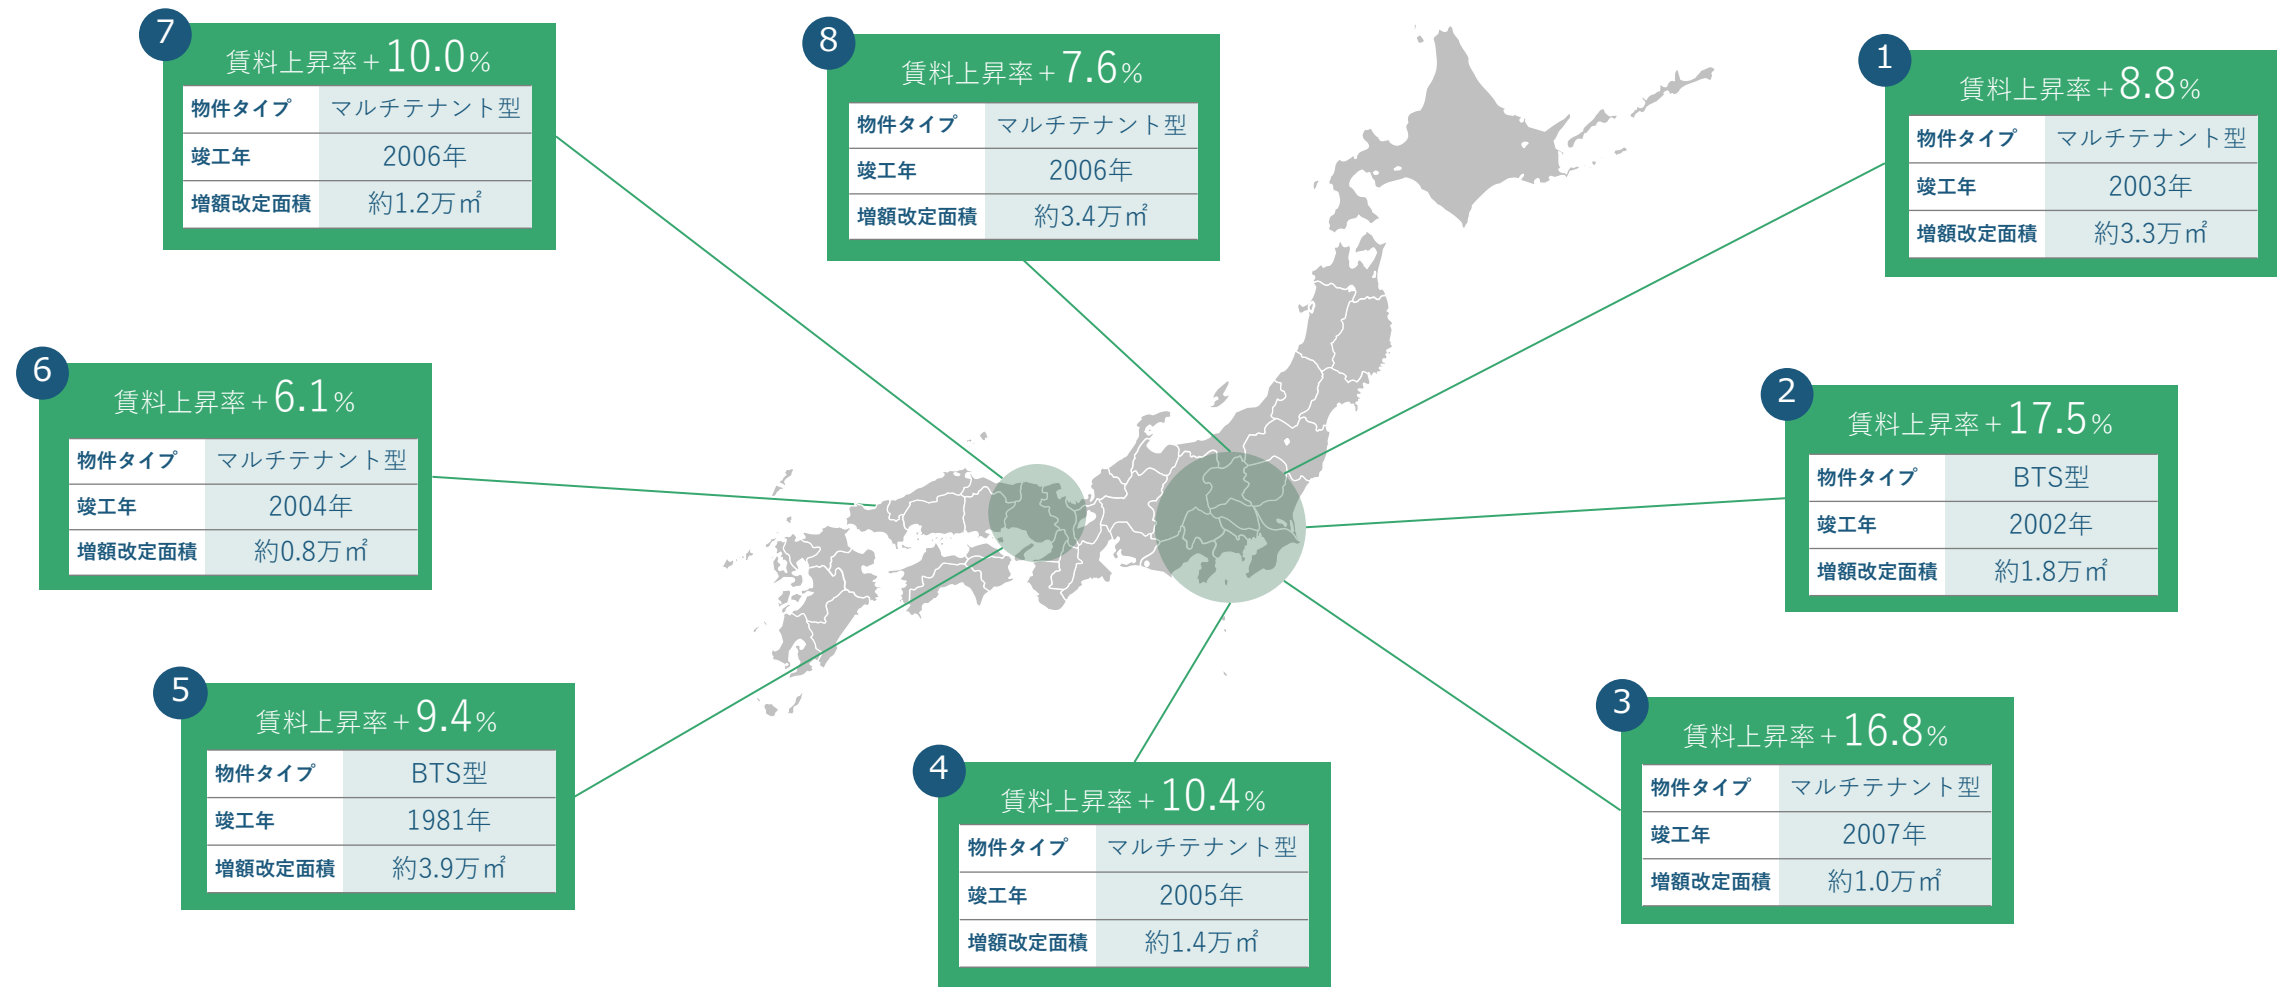 7
賃料上昇率+10.0%
物件タイプ マルチテナント型
竣工年 2006年
増額改定面積 約1.2万㎡
8
賃料上昇率+7.6%
物件タイプ マルチテナント型
竣工年 2006年
増額改定面積 約3.4万㎡
1
賃料上昇率+8.8%
物件タイプ マルチテナント型
竣工年 2003年
増額改定面積 約3.3万㎡
6
賃料上昇率+6.1%
物件タイプ マルチテナント型
竣工年 2004年
増額改定面積 約0.8万㎡
2
賃料上昇率+17.5%
物件タイプ BTS型
竣工年 2002年
増額改定面積 約1.8万㎡
5
賃料上昇率+9.4%
物件タイプ BTS型
竣工年 1981年
増額改定面積 約3.9万㎡
4
賃料上昇率+10.4%
物件タイプ マルチテナント型
竣工年 2005年
増額改定面積 約1.4万㎡
3
賃料上昇率+16.8%
物件タイプ マルチテナント型
竣工年 2007年
増額改定面積 約1.0万㎡